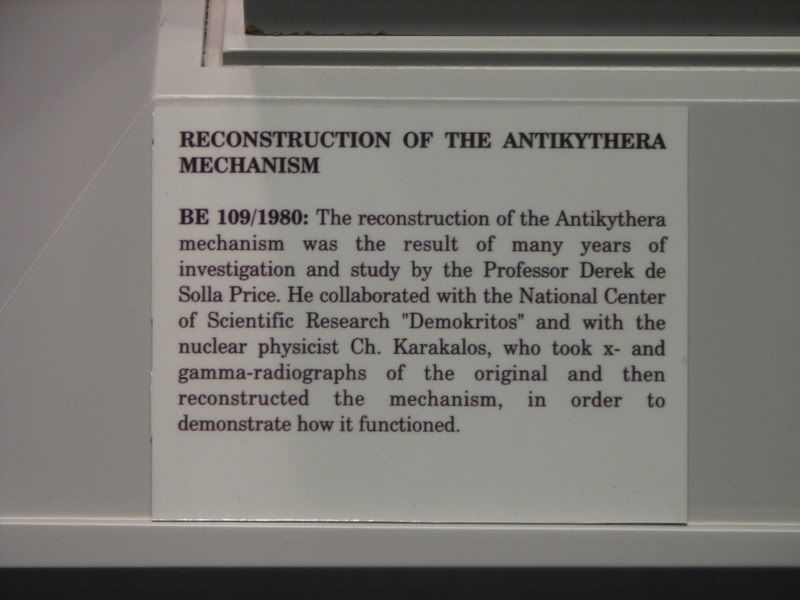 RECONSTRUCTION OF THE ANTIKYTHERA
MECHANISM
BE 109/1980: The reconstruction of the Antikythera
mechanism was the result of many years of
investigation and study by the Professor Derek de
Solla Price. He collaborated with the National Center
of Scientific Research "Demokritos" and with the
nuclear physicist Ch. Karakalos, who took x- and
gamma-radiographs of the original and then
reconstructed the mechanism, in order to
demonstrate how it functioned.